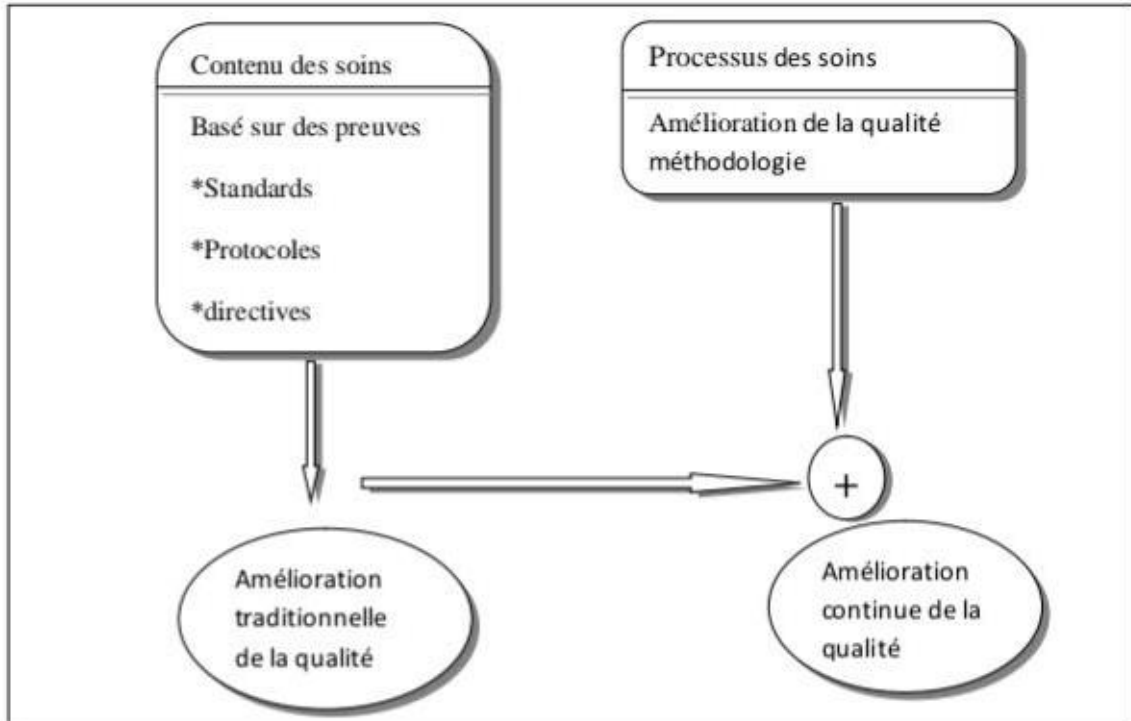 Contenu des soins
Basé sur des preuves
*Standards
*Protocoles
*directives
Processus des soins
Amélioration de la qualité
méthodologie
+
Amélioration
traditionnelle
de la qualité
Amélioration
continue de la
qualité